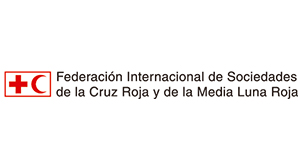 Federación Internacional de Sociedades
de la Cruz Roja y de la Media Luna Roja